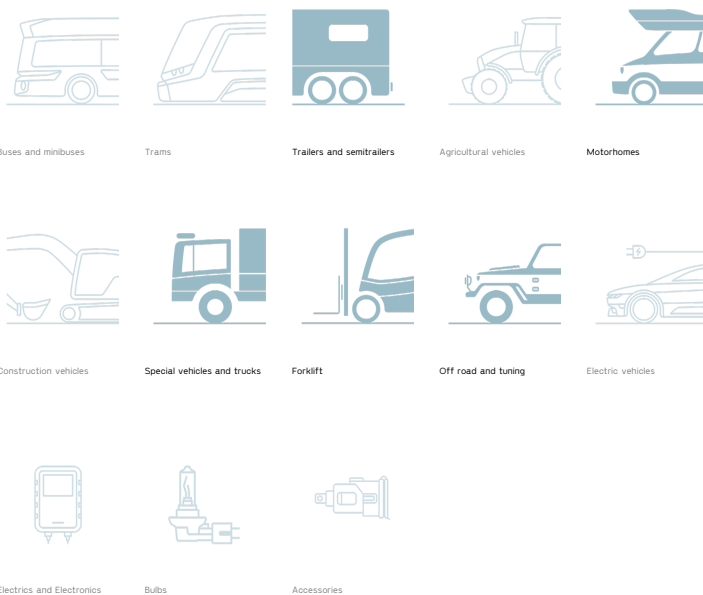 Buses and minibuses
Trams
Trailers and semitrailers
Agricultural vehicles
Motorhomes
Construction vehicles
Special vehicles and trucks
Forklift
Off road and tuning
Electric vehicles
Electrics and Electronics
Bulbs
Accessories